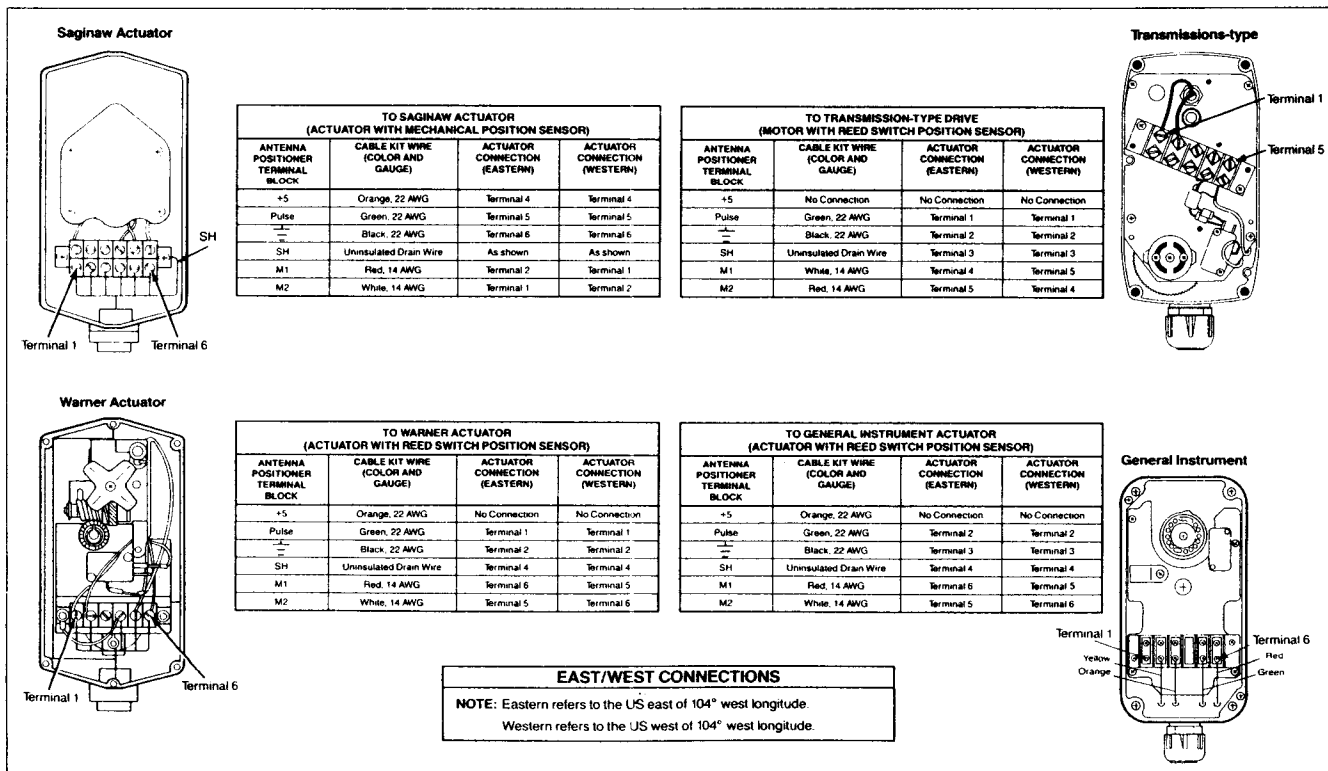 Saginaw Actuator
SH
Terminal 1
Terminal 6
TO SAGINAW ACTUATOR
(ACTUATOR WITH MECHANICAL POSITION SENSOR)
ANTENNA POSITIONER TERMINAL BLOCK CABLE KIT WIRE (COLOR AND GAUGE) ACTUATOR CONNECTION (EASTERN) ACTUATOR CONNECTION (WESTERN)
+5 Orange, 22 AWG Terminal 4 Terminal 4
Pulse Green, 22 AWG Terminal 5 Terminal 5
Black, 22 AWG Terminal 6 Terminal 6
SH Uninsulated Drain Wire As shown As shown
M1 Red, 14 AWG Terminal 2 Terminal 1
M2 White, 14 AWG Terminal 1 Terminal 2
TO TRANSMISSION-TYPE DRIVE
(MOTOR WITH REED SWITCH POSITION SENSOR)
ANTENNA POSITIONER TERMINAL BLOCK CABLE KIT WIRE (COLOR AND GAUGE) ACTUATOR CONNECTION (EASTERN) ACTUATOR CONNECTION (WESTERN)
+5 No Connection No Connection No Connection
Pulse Green, 22 AWG Terminal 1 Terminal 1
Black, 22 AWG Terminal 2 Terminal 2
SH Uninsulated Drain Wire Terminal 3 Terminal 3
M1 White, 14 AWG Terminal 4 Terminal 5
M2 Red, 14 AWG Terminal 5 Terminal 4
Transmissions-type
Terminal 1
Terminal 5
Warner Actuator
Terminal 1
Terminal 6
TO WARNER ACTUATOR
(ACTUATOR WITH REED SWITCH POSITION SENSOR)
ANTENNA POSITIONER TERMINAL BLOCK CABLE KIT WIRE (COLOR AND GAUGE) ACTUATOR CONNECTION (EASTERN) ACTUATOR CONNECTION (WESTERN)
+5 Orange, 22 AWG No Connection No Connection
Pulse Green, 22 AWG Terminal 1 Terminal 1
Black, 22 AWG Terminal 2 Terminal 2
SH Uninsulated Drain Wire Terminal 4 Terminal 4
M1 Red, 14 AWG Terminal 6 Terminal 5
M2 White, 14 AWG Terminal 5 Terminal 6
TO GENERAL INSTRUMENT ACTUATOR
(ACTUATOR WITH REED SWITCH POSITION SENSOR)
ANTENNA POSITIONER TERMINAL BLOCK CABLE KIT WIRE (COLOR AND GAUGE) ACTUATOR CONNECTION (EASTERN) ACTUATOR CONNECTION (WESTERN)
+5 Orange, 22 AWG No Connection No Connection
Pulse Green, 22 AWG Terminal 2 Terminal 2
Black, 22 AWG Terminal 3 Terminal 3
SH Uninsulated Drain Wire Terminal 4 Terminal 4
M1 Red, 14 AWG Terminal 6 Terminal 5
M2 White, 14 AWG Terminal 5 Terminal 6
General Instrument
Terminal 1
Terminal 6
Yellow
Red
Orange
Green
EAST/WEST CONNECTIONS
NOTE: Eastern refers to the US east of 104° west longitude.
Western refers to the US west of 104° west longitude.